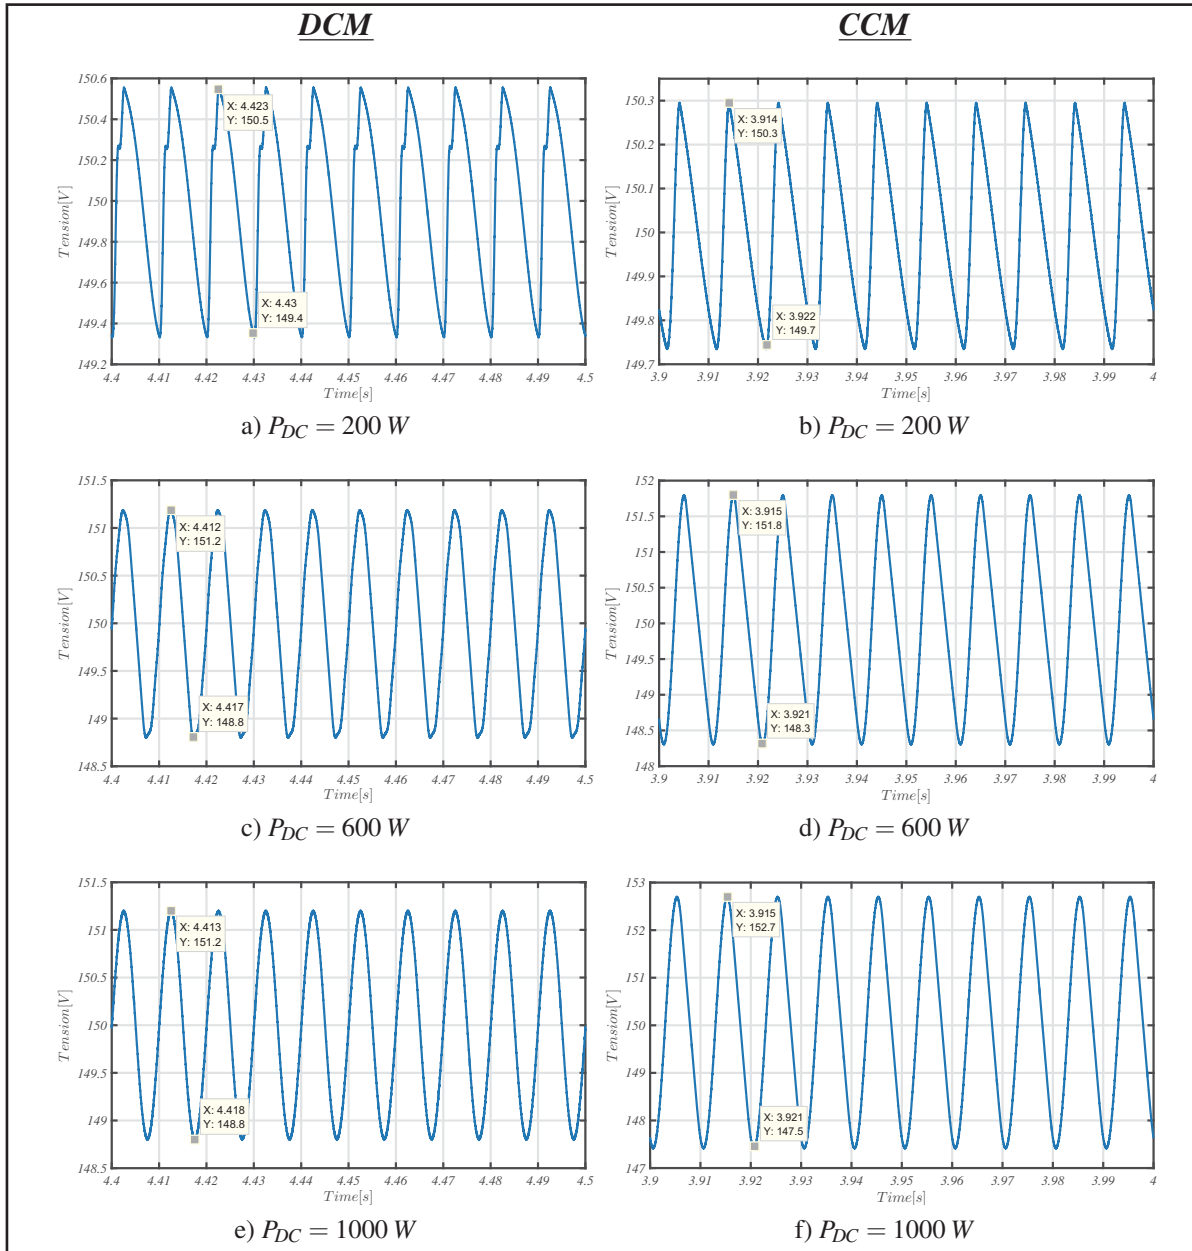 DCM
CCM
150.6
150.4
150.2
150
149.8
149.6
149.4
149.2
Tension[V]
X: 4.423
Y: 150.5
X: 4.43
Y: 149.4
4.4 4.41 4.42 4.43 4.44 4.45 4.46 4.47 4.48 4.49 4.5
Time[s]
a) P_DC = 200 W
150.3
150.2
150.1
150
149.9
149.8
149.7
Tension[V]
X: 3.914
Y: 150.3
X: 3.922
Y: 149.7
3.9 3.91 3.92 3.93 3.94 3.95 3.96 3.97 3.98 3.99 4
Time[s]
b) P_DC = 200 W
151.5
151
150.5
150
149.5
149
148.5
Tension[V]
X: 4.412
Y: 151.2
X: 4.417
Y: 148.8
4.4 4.41 4.42 4.43 4.44 4.45 4.46 4.47 4.48 4.49 4.5
Time[s]
c) P_DC = 600 W
152
151.5
151
150.5
150
149.5
149
148.5
148
Tension[V]
X: 3.915
Y: 151.8
X: 3.921
Y: 148.3
3.9 3.91 3.92 3.93 3.94 3.95 3.96 3.97 3.98 3.99 4
Time[s]
d) P_DC = 600 W
151.5
151
150.5
150
149.5
149
148.5
Tension[V]
X: 4.413
Y: 151.2
X: 4.418
Y: 148.8
4.4 4.41 4.42 4.43 4.44 4.45 4.46 4.47 4.48 4.49 4.5
Time[s]
e) P_DC = 1000 W
153
152
151
150
149
148
147
Tension[V]
X: 3.915
Y: 152.7
X: 3.921
Y: 147.5
3.9 3.91 3.92 3.93 3.94 3.95 3.96 3.97 3.98 3.99 4
Time[s]
f) P_DC = 1000 W